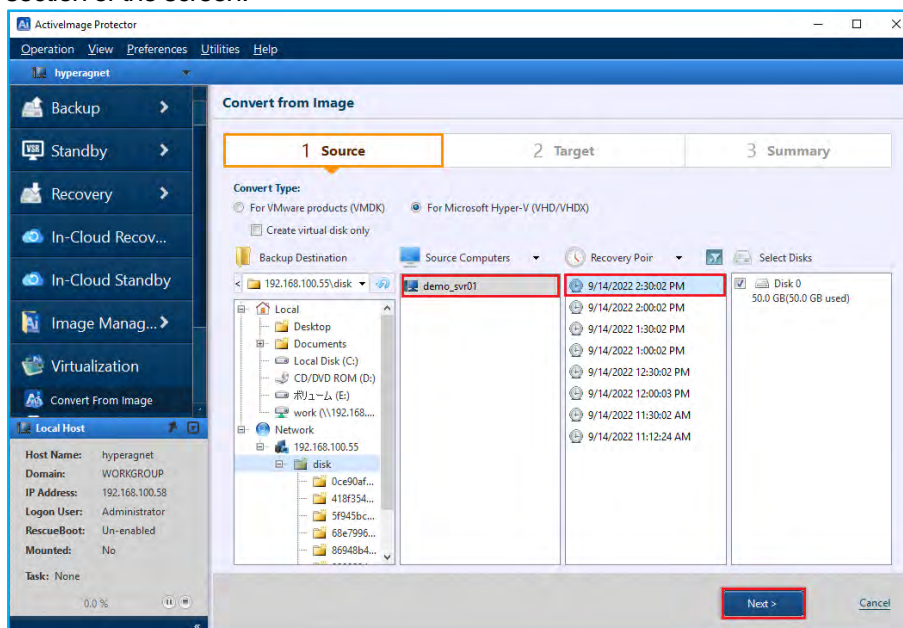 section of the screen.
ActiveImage Protector
Operation View Preferences Utilities Help
hyperagnet
Backup
Standby
Recovery
In-Cloud Recov...
In-Cloud Standby
Image Manag...
Virtualization
Convert From Image
Local Host
Host Name: hyperagnet
Domain: WORKGROUP
IP Address: 192.168.100.58
Logon User: Administrator
RescueBoot: Un-enabled
Mounted: No
Task: None
0.0 %
Convert from Image
1 Source
2 Target
3 Summary
Convert Type:
For VMware products (VMDK) For Microsoft Hyper-V (VHD/VHDX)
Create virtual disk only
Backup Destination
192.168.100.55\disk
Local
Desktop
Documents
Local Disk (C:)
CD/DVD ROM (D:)
ボリューム (E:)
work (\\192.168....
Network
192.168.100.55
disk
0ce90af...
418f354...
5f945bc...
68e7996...
86948b4...
Source Computers
demo_svr01
Recovery Poir
9/14/2022 2:30:02 PM
9/14/2022 2:00:02 PM
9/14/2022 1:30:02 PM
9/14/2022 1:00:02 PM
9/14/2022 12:30:02 PM
9/14/2022 12:00:03 PM
9/14/2022 11:30:02 AM
9/14/2022 11:12:24 AM
Select Disks
Disk 0
50.0 GB(50.0 GB used)
Next >
Cancel